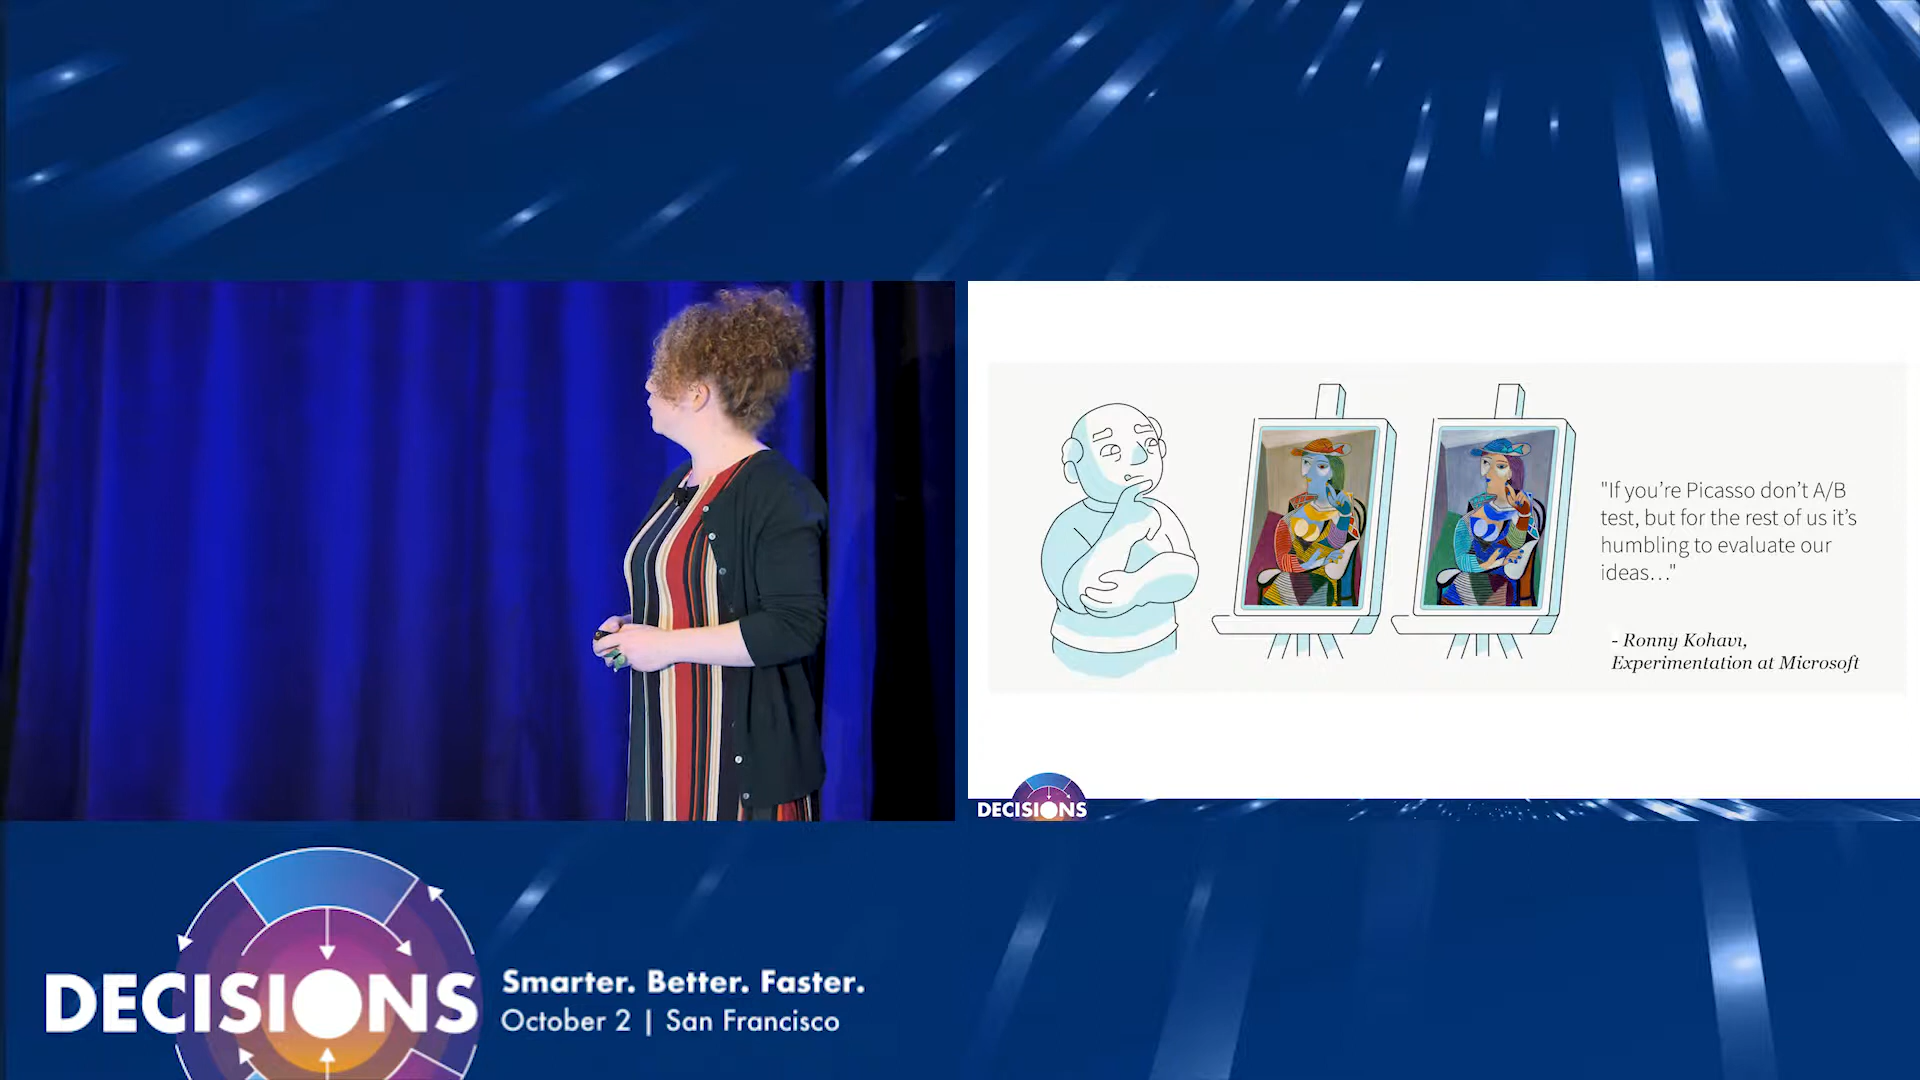 "If you're Picasso don't A/B
test, but for the rest of us it's
humbling to evaluate our
ideas..."
- Ronny Kohavi,
Experimentation at Microsoft
DECISIONS
DECISIONS
Smarter. Better. Faster.
October 2 | San Francisco